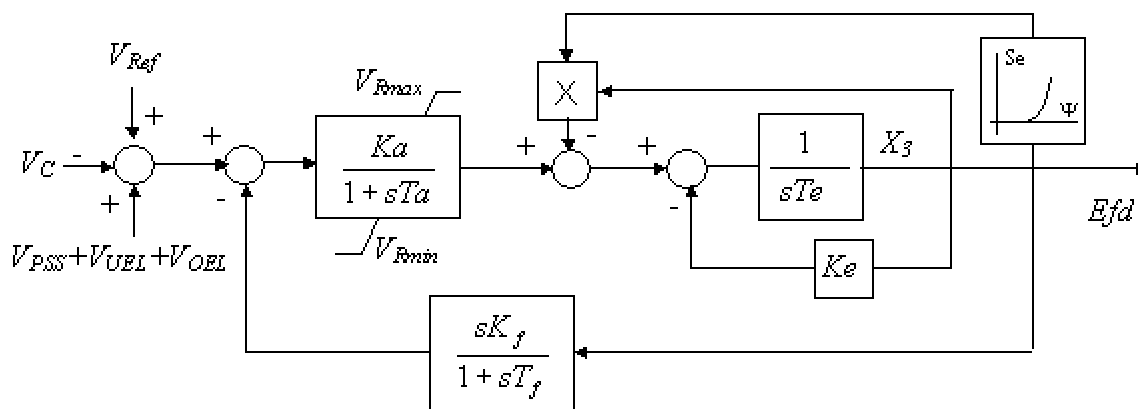 V_Ref
+
V_C
-
+
V_PSS+V_UEL+V_OEL
+
-
V_Rmax
Ka
1 + sTa
V_Rmin
X
-
+
+
-
1
sTe
X_3
Ke
Se
Ψ
Efd
sK_f
1 + sT_f